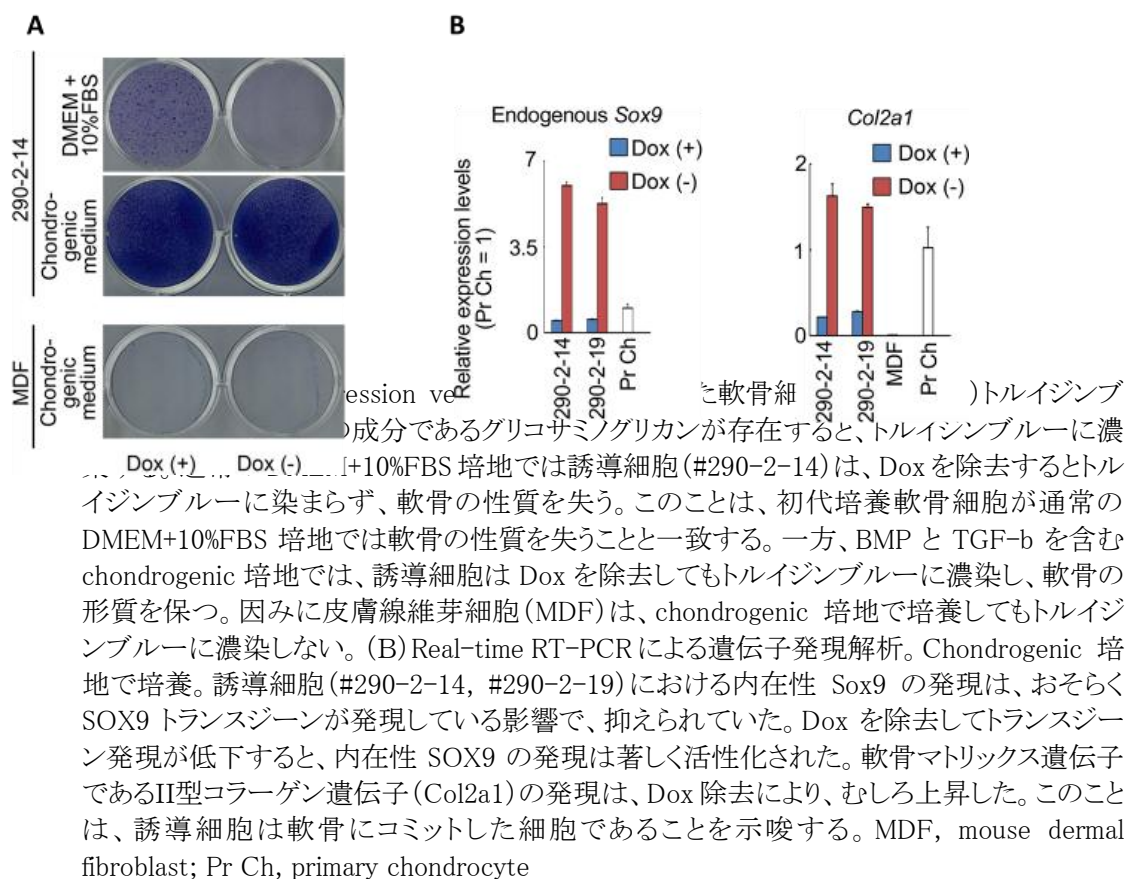 A
B
290-2-14
DMEM +
10%FBS
Chondro-
genic
medium
MDF
Chondro-
genic
medium
Dox (+) Dox (-)
Endogenous Sox9
Dox (+)
Dox (-)
Relative expression levels
(Pr Ch = 1)
7
3.5
0
290-2-14
290-2-19
Pr Ch
Col2a1
Dox (+)
Dox (-)
2
1
0
290-2-14
290-2-19
MDF
Pr Ch
ession ve た軟骨細 )トルイジンブ
の成分であるグリコサミノグリカンが存在すると、トルイジンブルーに濃
+10%FBS 培地では誘導細胞(#290-2-14)は、Dox を除去するとトル
イジンブルーに染まらず、軟骨の性質を失う。このことは、初代培養軟骨細胞が通常の
DMEM+10%FBS 培地では軟骨の性質を失うことと一致する。一方、BMP と TGF-b を含む
chondrogenic 培地では、誘導細胞は Dox を除去してもトルイジンブルーに濃染し、軟骨の
形質を保つ。因みに皮膚線維芽細胞(MDF)は、chondrogenic 培地で培養してもトルイジ
ンブルーに濃染しない。(B) Real-time RT-PCR による遺伝子発現解析。Chondrogenic 培
地で培養。誘導細胞(#290-2-14, #290-2-19)における内在性 Sox9 の発現は、おそらく
SOX9 トランスジーンが発現している影響で、抑えられていた。Dox を除去してトランスジー
ン発現が低下すると、内在性 SOX9 の発現は著しく活性化された。軟骨マトリックス遺伝子
であるII型コラーゲン遺伝子(Col2a1)の発現は、Dox 除去により、むしろ上昇した。このこと
は、誘導細胞は軟骨にコミットした細胞であることを示唆する。MDF, mouse dermal
fibroblast; Pr Ch, primary chondrocyte